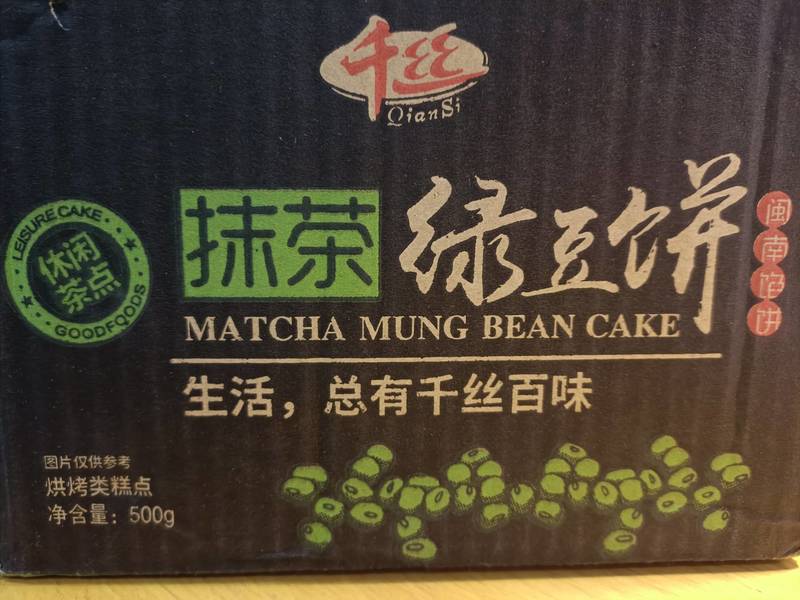 千丝
QianSi
LEISURE CAKE
休闲
茶点
GOODFOODS
抹茶
绿豆饼
闽南馅饼
MATCHA MUNG BEAN CAKE
生活，总有千丝百味
图片仅供参考
烘烤类糕点
净含量：500g